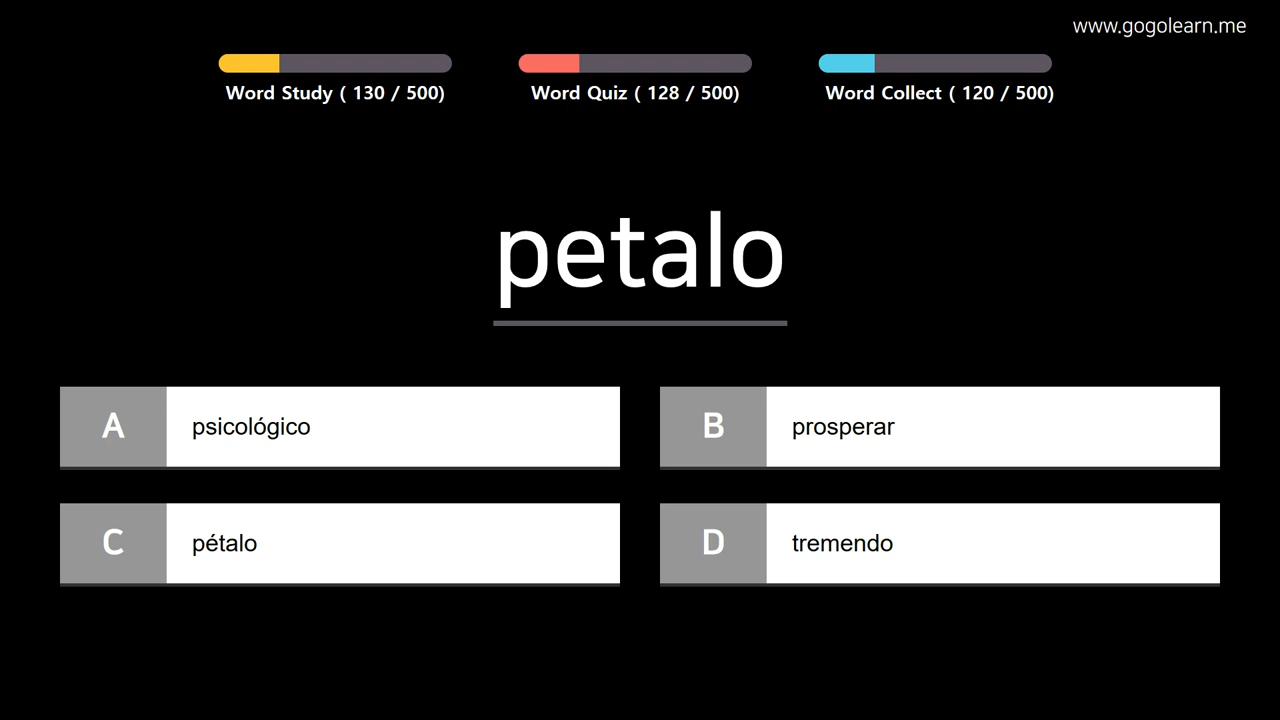 www.gogolearn.me
Word Study ( 130 / 500)
Word Quiz ( 128 / 500)
Word Collect ( 120 / 500)
petalo
A psicológico
B prosperar
C pétalo
D tremendo